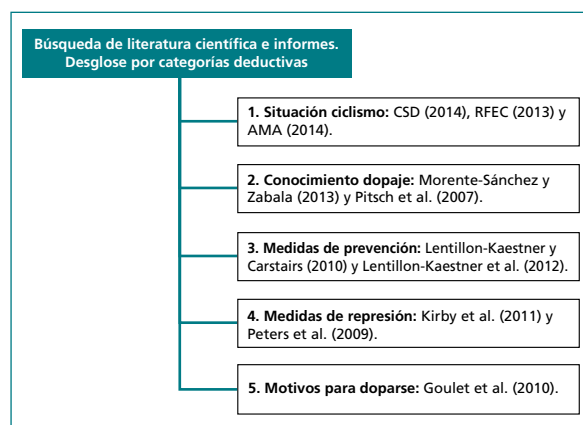 Búsqueda de literatura científica e informes.
Desglose por categorías deductivas
1. Situación ciclismo: CSD (2014), RFEC (2013) y
AMA (2014).
2. Conocimiento dopaje: Morente-Sánchez y
Zabala (2013) y Pitsch et al. (2007).
3. Medidas de prevención: Lentillon-Kaestner y
Carstairs (2010) y Lentillon-Kaestner et al. (2012).
4. Medidas de represión: Kirby et al. (2011) y
Peters et al. (2009).
5. Motivos para doparse: Goulet et al. (2010).